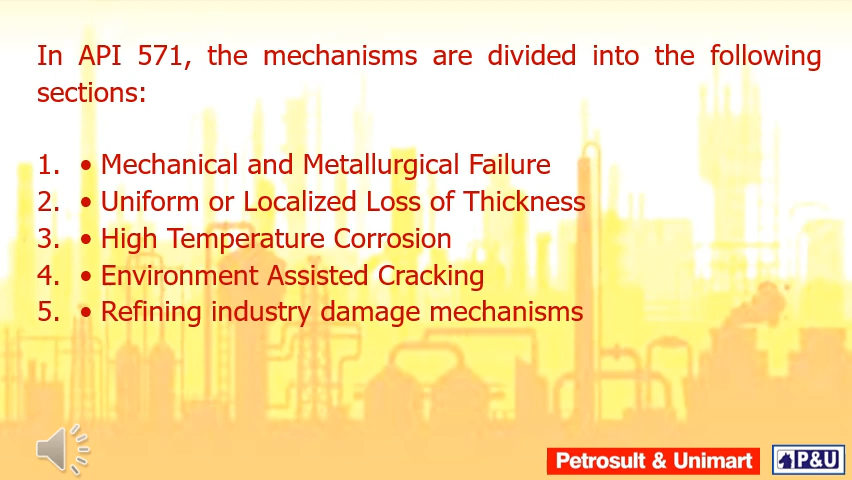 In API 571, the mechanisms are divided into the following
sections:
1. • Mechanical and Metallurgical Failure
2. • Uniform or Localized Loss of Thickness
3. • High Temperature Corrosion
4. • Environment Assisted Cracking
5. • Refining industry damage mechanisms
Petrosult & Unimart P&U